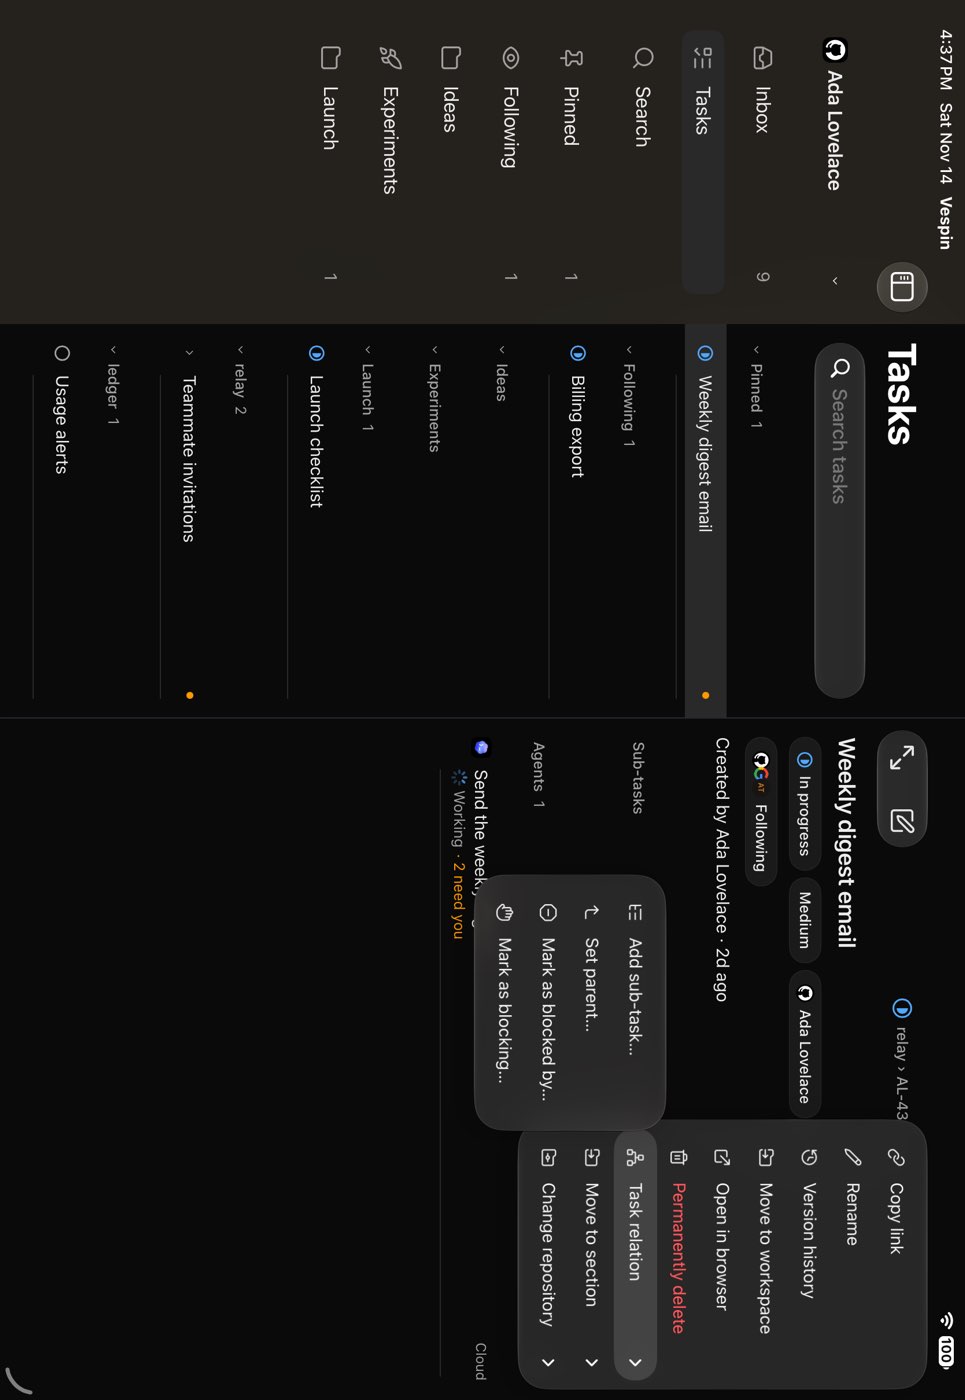 4:37 PM Sat Nov 14 Vespin
100
Ada Lovelace
Inbox 9
Tasks
Search
Pinned 1
Following 1
Ideas
Experiments
Launch 1
Tasks
Search tasks
Pinned 1
Weekly digest email
Following 1
Billing export
Ideas
Experiments
Launch 1
Launch checklist
relay 2
Teammate invitations
ledger 1
Usage alerts
relay › AL-43
Weekly digest email
In progress
Medium
Ada Lovelace
AT
Following
Created by Ada Lovelace · 2d ago
Sub-tasks
Agents 1
Send the weekly
Cloud
Working · 2 need you
Copy link
Rename
Version history
Move to workspace
Open in browser
Permanently delete
Task relation
Move to section
Change repository
Add sub-task...
Set parent...
Mark as blocked by...
Mark as blocking...